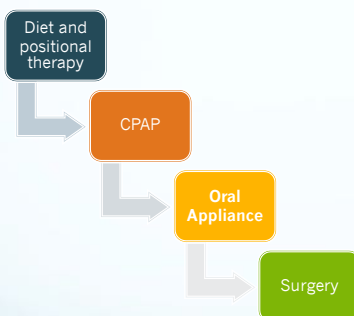 Diet and
positional
therapy
CPAP
Oral
Appliance
Surgery